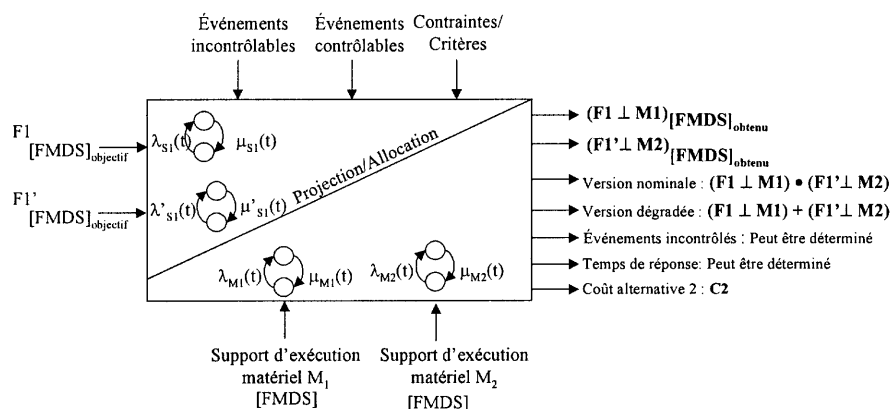 Événements
incontrôlables
Événements
contrôlables
Contraintes/
Critères
F1
[FMDS]objectif
F1'
[FMDS]objectif
λS1(t)
μS1(t)
λ'S1(t)
μ'S1(t)
Projection/Allocation
λM1(t)
μM1(t)
λM2(t)
μM2(t)
(F1 ⊥ M1)[FMDS]obtenu
(F1' ⊥ M2)[FMDS]obtenu
Version nominale : (F1 ⊥ M1) • (F1' ⊥ M2)
Version dégradée : (F1 ⊥ M1) + (F1' ⊥ M2)
Événements incontrôlés : Peut être déterminé
Temps de réponse: Peut être déterminé
Coût alternative 2 : C2
Support d'exécution
matériel M1
[FMDS]
Support d'exécution
matériel M2
[FMDS]